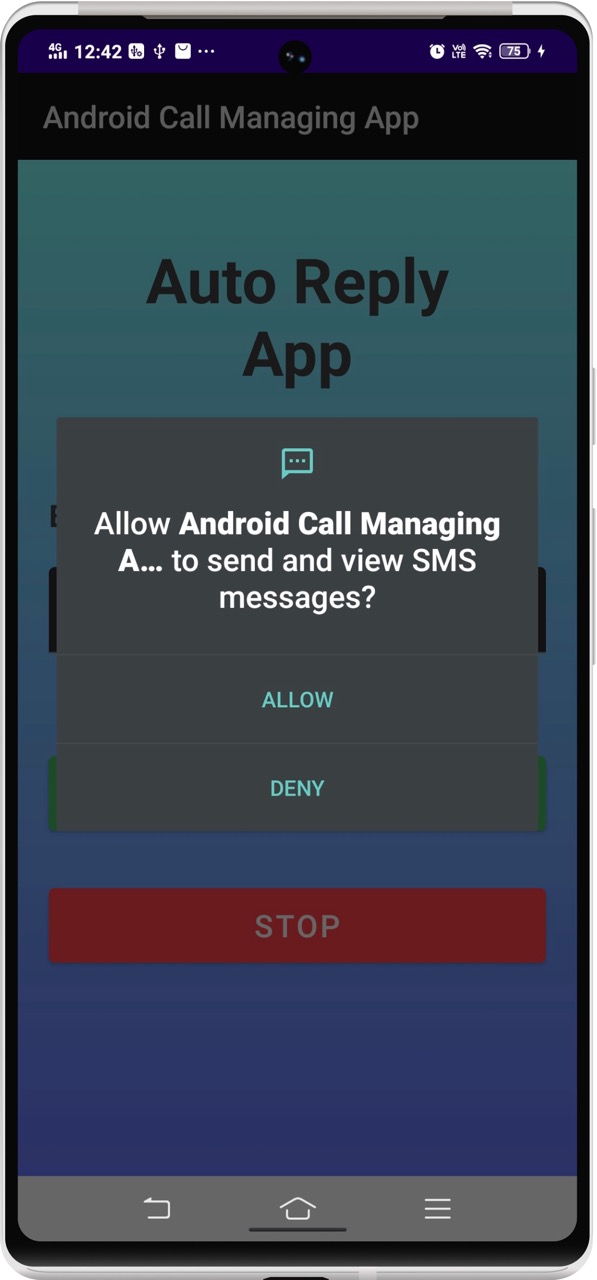 4G 12:42 Vo) LTE 75
Android Call Managing App
Auto Reply
App
Allow Android Call Managing
A... to send and view SMS
messages?
ALLOW
DENY
STOP